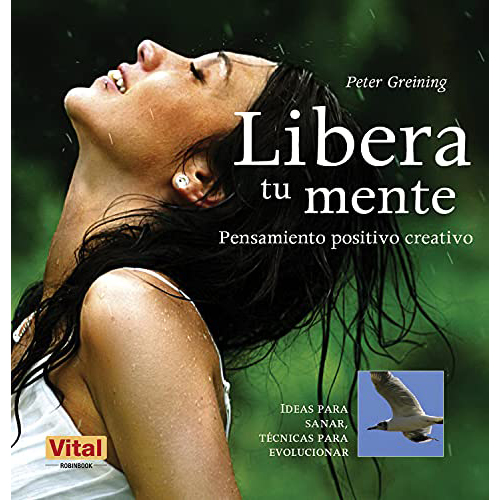 Peter Greining
Libera
tu mente
Pensamiento positivo creativo
IDEAS PARA
SANAR,
TÉCNICAS PARA
EVOLUCIONAR
Vital
ROBINBOOK